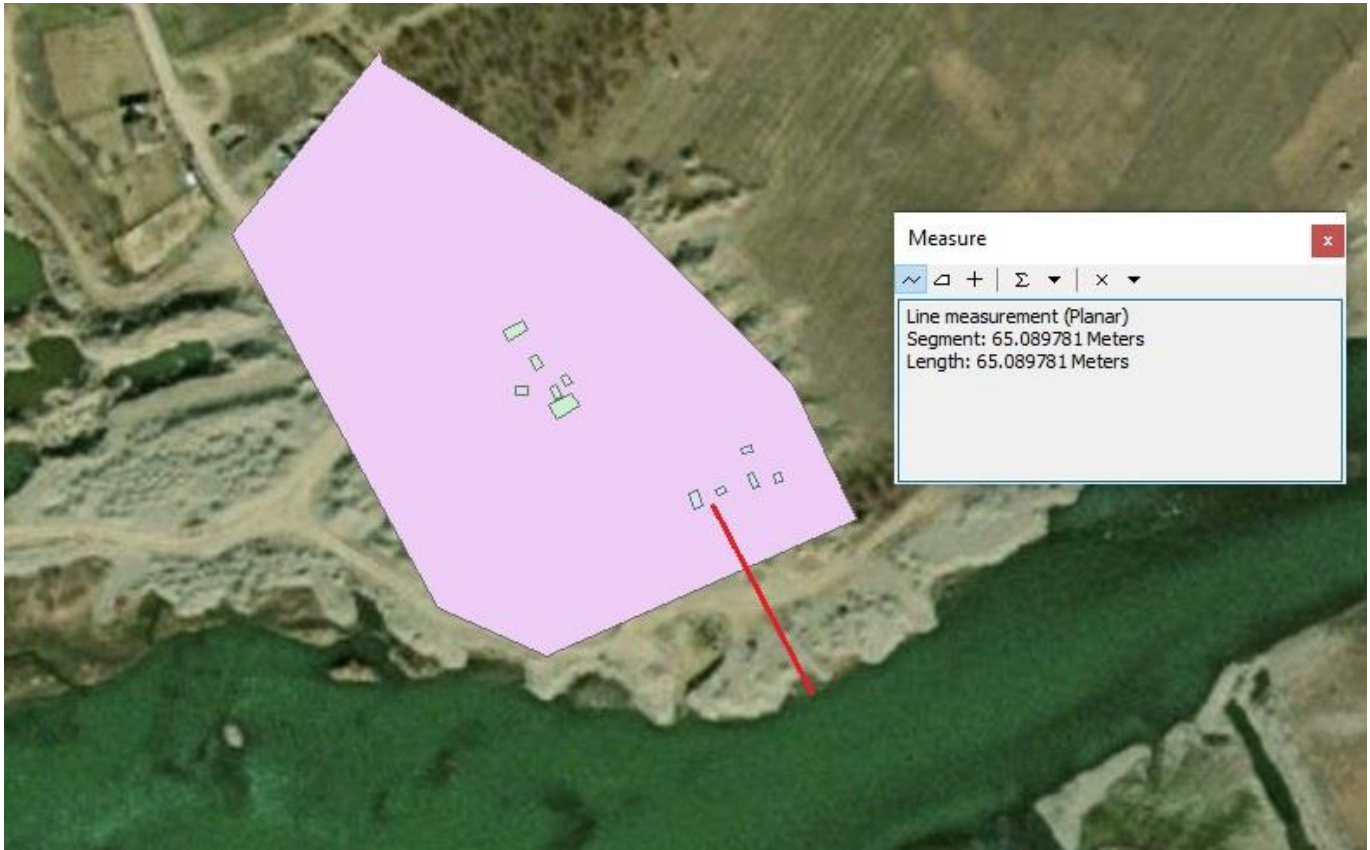 Measure
Line measurement (Planar)
Segment: 65.089781 Meters
Length: 65.089781 Meters